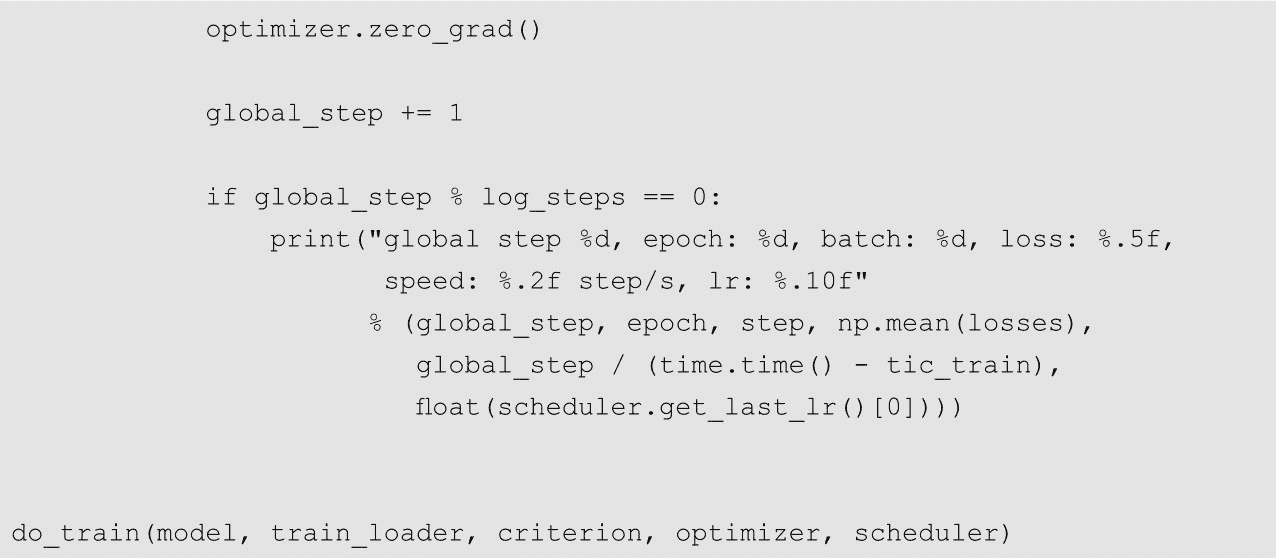 optimizer.zero_grad()
global_step += 1
if global_step % log_steps == 0:
print("global step %d, epoch: %d, batch: %d, loss: %.5f,
speed: %.2f step/s, lr: %.10f"
% (global_step, epoch, step, np.mean(losses),
global_step / (time.time() - tic_train),
float(scheduler.get_last_lr()[0])))
do_train(model, train_loader, criterion, optimizer, scheduler)